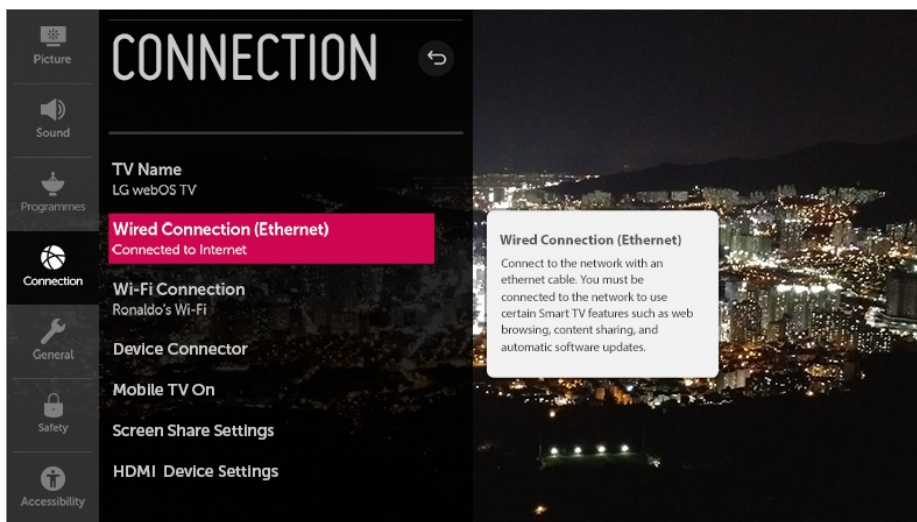 Picture
Sound
Programmes
Connection
General
Safety
Accessibility
CONNECTION
TV Name
LG webOS TV
Wired Connection (Ethernet)
Connected to Internet
Wi-Fi Connection
Ronaldo's Wi-Fi
Device Connector
Mobile TV On
Screen Share Settings
HDMI Device Settings
Wired Connection (Ethernet)
Connect to the network with an
ethernet cable. You must be
connected to the network to use
certain Smart TV features such as web
browsing, content sharing, and
automatic software updates.